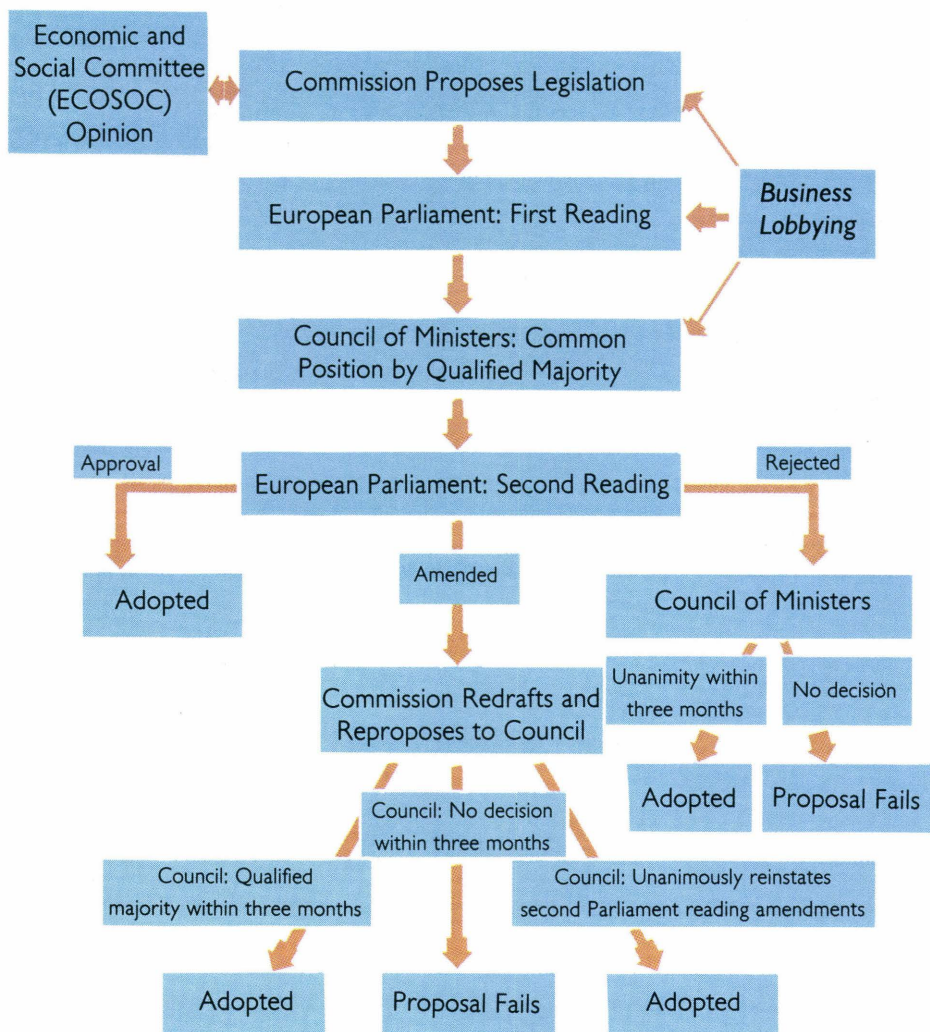 Economic and
Social Committee
(ECOSOC)
Opinion
Commission Proposes Legislation
European Parliament: First Reading
Business
Lobbying
Council of Ministers: Common
Position by Qualified Majority
Approval
European Parliament: Second Reading
Rejected
Adopted
Amended
Council of Ministers
Unanimity within
three months
No decision
Commission Redrafts and
Reproposes to Council
Adopted
Proposal Fails
Council: No decision
within three months
Council: Qualified
majority within three months
Council: Unanimously reinstates
second Parliament reading amendments
Adopted
Proposal Fails
Adopted